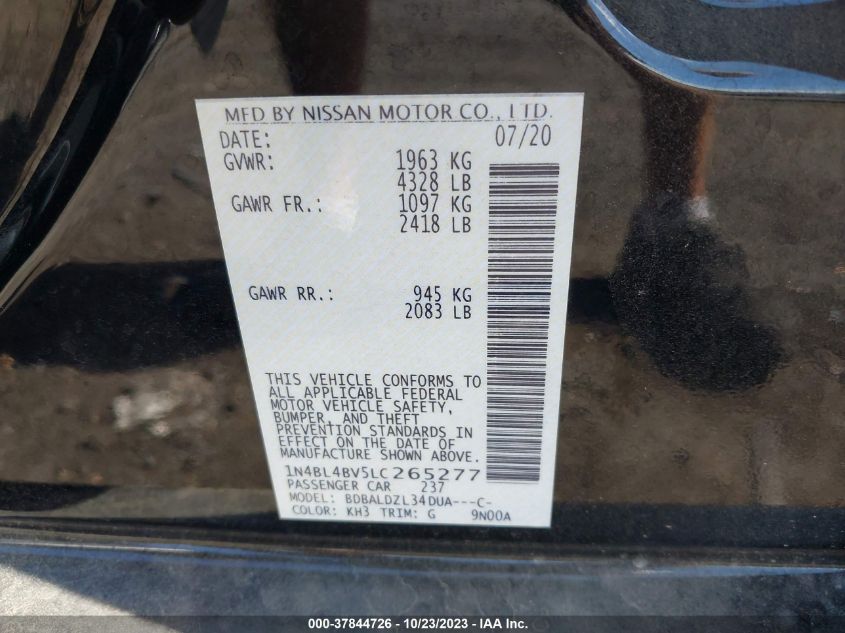 MFD BY NISSAN MOTOR CO., LTD.
DATE: 07/20
GVWR: 1963 KG
4328 LB
GAWR FR.: 1097 KG
2418 LB
GAWR RR.: 945 KG
2083 LB
THIS VEHICLE CONFORMS TO
ALL APPLICABLE FEDERAL
MOTOR VEHICLE SAFETY,
BUMPER, AND THEFT
PREVENTION STANDARDS IN
EFFECT ON THE DATE OF
MANUFACTURE SHOWN ABOVE.
1N4BL4BV5LC265277
PASSENGER CAR 237
MODEL: BDBALDZL34DUA---C-
COLOR: KH3 TRIM: G 9N00A
000-37844726 - 10/23/2023 - IAA Inc.